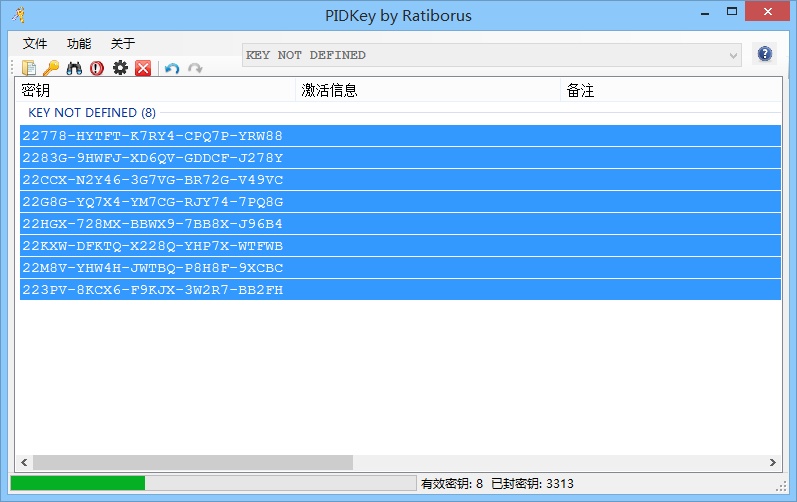 PIDKey by Ratiborus
文件 功能 关于
KEY NOT DEFINED
密钥 激活信息 备注
KEY NOT DEFINED (8)
22778-HYTFT-K7RY4-CPQ7P-YRW88
2283G-9HWFJ-XD6QV-GDDCF-J278Y
22CCX-N2Y46-3G7VG-BR72G-V49VC
22G8G-YQ7X4-YM7CG-RJY74-7PQ8G
22HGX-728MX-BBWX9-7BB8X-J96B4
22KXW-DFKTQ-X228Q-YHP7X-WTFWB
22M8V-YHW4H-JWTBQ-P8H8F-9XCBC
223PV-8KCX6-F9KJX-3W2R7-BB2FH
有效密钥: 8 已封密钥: 3313